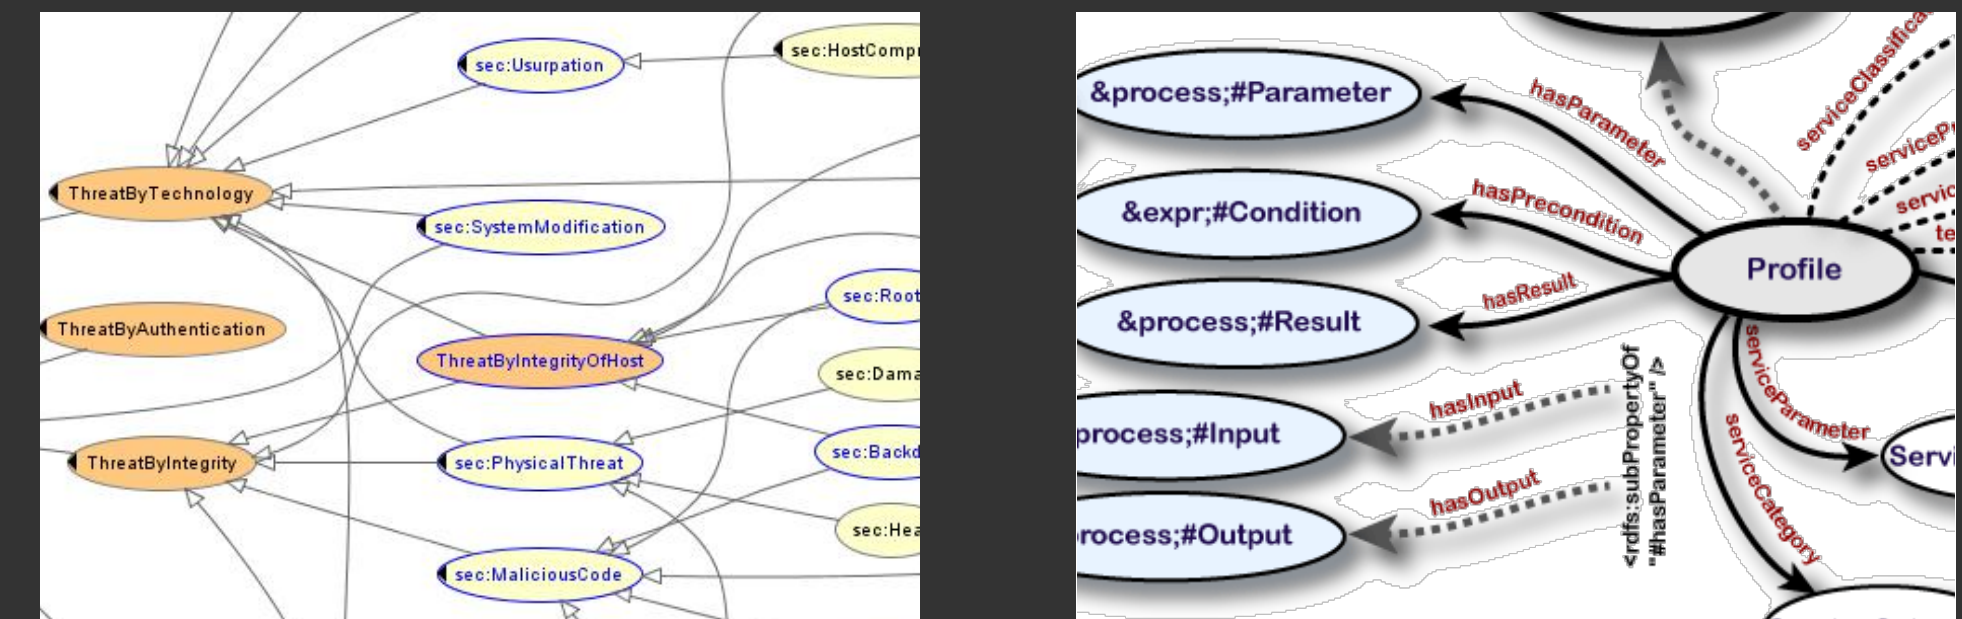 sec:Usurpation
sec:HostCompr
ThreatByTechnology
sec:SystemModification
sec:Root
ThreatByAuthentication
ThreatByIntegrityOfHost
sec:Dama
sec:Backd
ThreatByIntegrity
sec:PhysicalThreat
sec:Hea
sec:MaliciousCode
&process;#Parameter
hasParameter
serviceClassifica
servicePr
servic
te
&expr;#Condition
hasPrecondition
Profile
&process;#Result
hasResult
process;#Input
hasInput
<rdfs:subPropertyOf
"#hasParameter" />
serviceParameter
Servi
serviceCategory
rocess;#Output
hasOutput